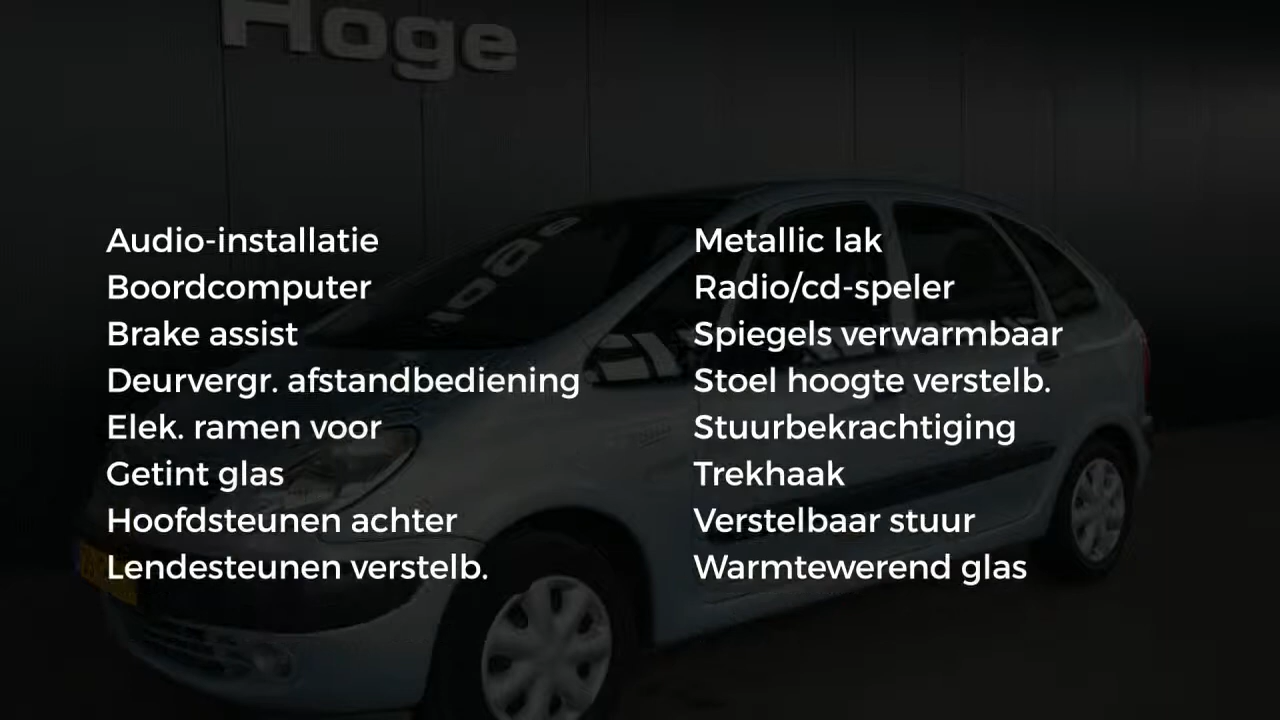 Hoge
Audio-installatie
Boordcomputer
Brake assist
Deurvergr. afstandbediening
Elek. ramen voor
Getint glas
Hoofdsteunen achter
Lendesteunen verstelb.
Metallic lak
Radio/cd-speler
Spiegels verwarmbaar
Stoel hoogte verstelb.
Stuurbekrachtiging
Trekhaak
Verstelbaar stuur
Warmtewerend glas